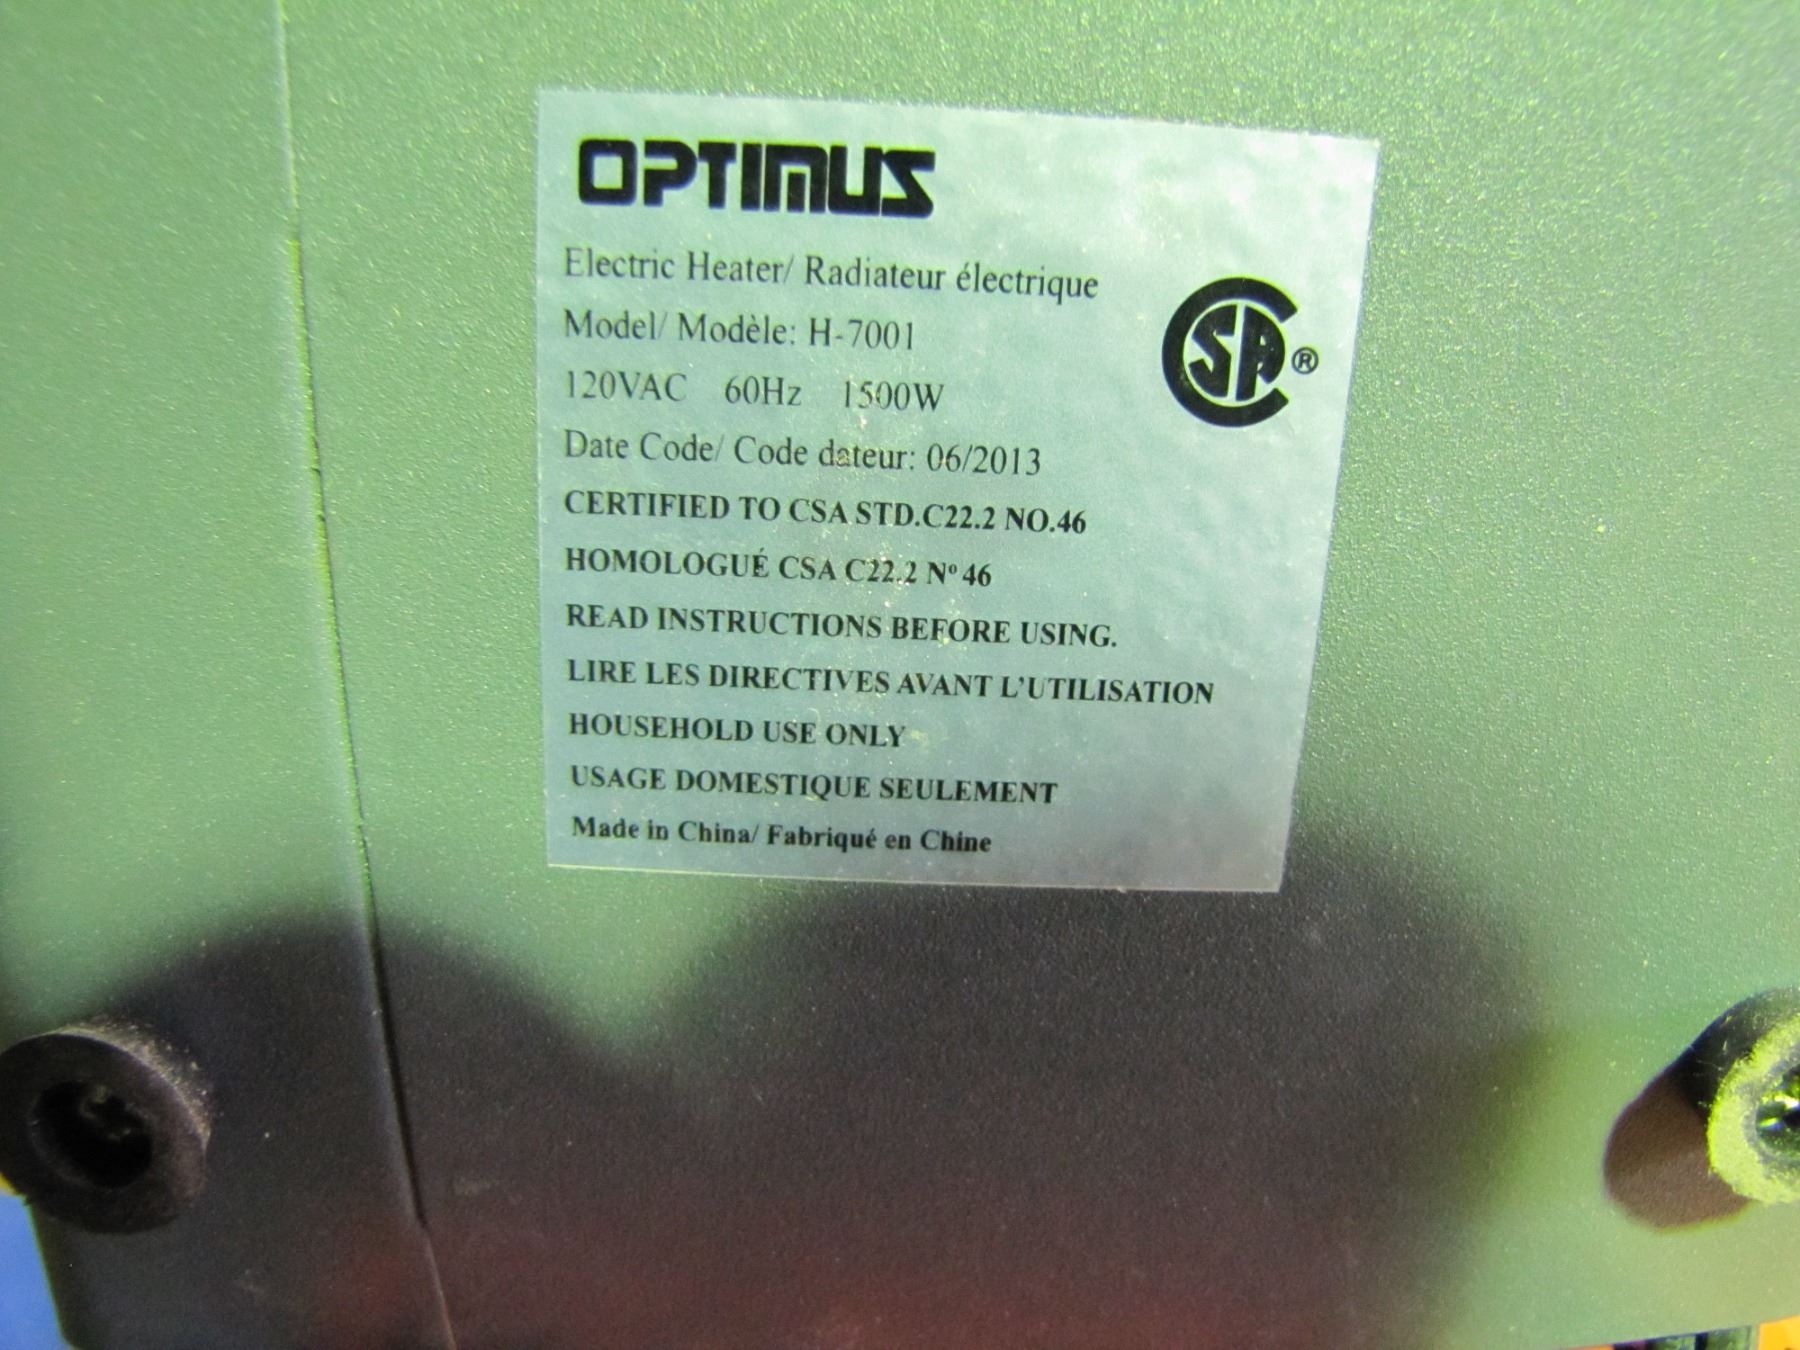 OPTIMUS
Electric Heater/ Radiateur électrique
Model/ Modèle: H-7001
120VAC 60Hz 1500W
Date Code/ Code dateur: 06/2013
CERTIFIED TO CSA STD.C22.2 NO.46
HOMOLOGUÉ CSA C22.2 Nº 46
READ INSTRUCTIONS BEFORE USING.
LIRE LES DIRECTIVES AVANT L'UTILISATION
HOUSEHOLD USE ONLY
USAGE DOMESTIQUE SEULEMENT
Made in China/ Fabriqué en Chine
CSA®